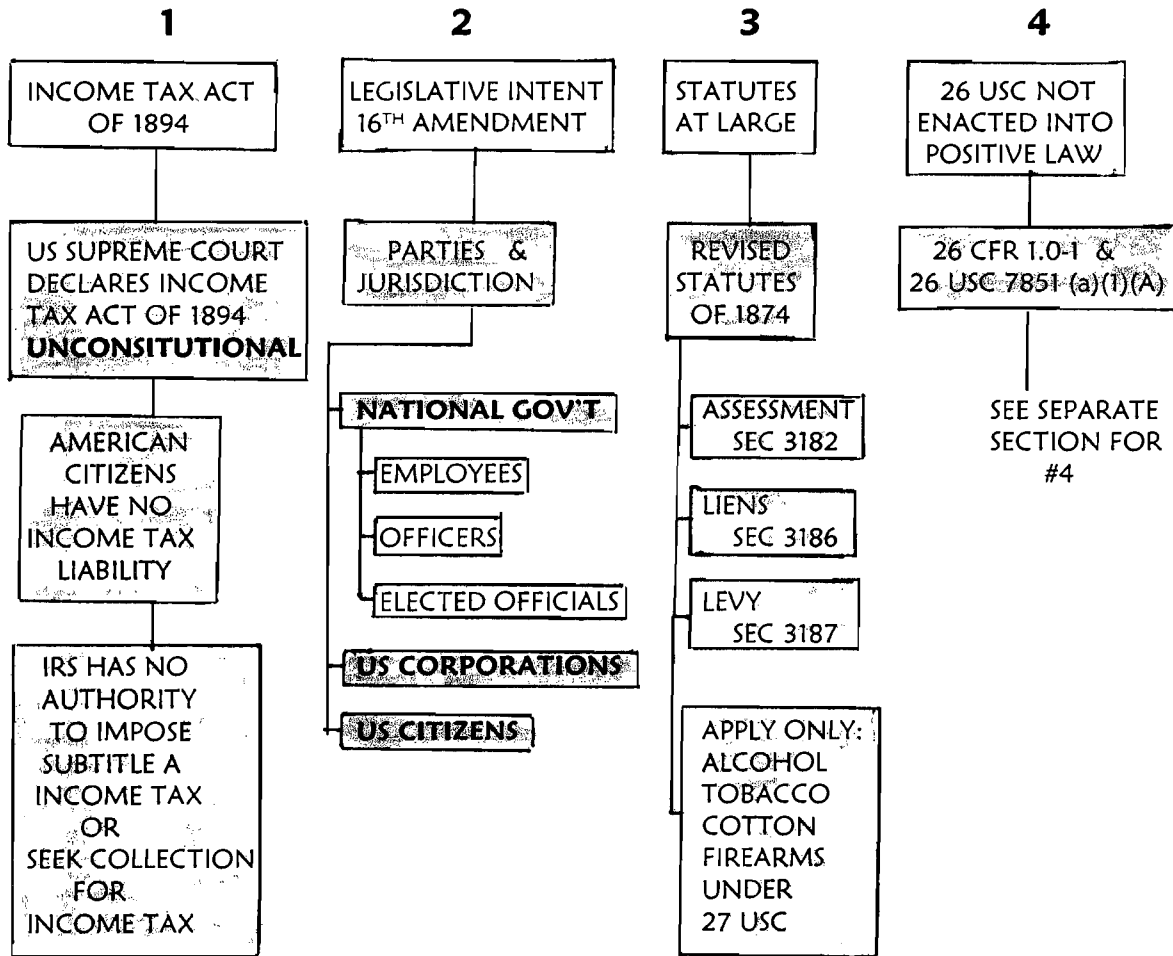 1
INCOME TAX ACT
OF 1894
US SUPREME COURT
DECLARES INCOME
TAX ACT OF 1894
UNCONSITUTIONAL
AMERICAN
CITIZENS
HAVE NO
INCOME TAX
LIABILITY
IRS HAS NO
AUTHORITY
TO IMPOSE
SUBTITLE A
INCOME TAX
OR
SEEK COLLECTION
FOR
INCOME TAX
2
LEGISLATIVE INTENT
16TH AMENDMENT
PARTIES &
JURISDICTION
NATIONAL GOV'T
EMPLOYEES
OFFICERS
ELECTED OFFICIALS
US CORPORATIONS
US CITIZENS
3
STATUTES
AT LARGE
REVISED
STATUTES
OF 1874
ASSESSMENT
SEC 3182
LIENS
SEC 3186
LEVY
SEC 3187
APPLY ONLY:
ALCOHOL
TOBACCO
COTTON
FIREARMS
UNDER
27 USC
4
26 USC NOT
ENACTED INTO
POSITIVE LAW
26 CFR 1.0-1 &
26 USC 7851 (a)(1)(A)
SEE SEPARATE
SECTION FOR
#4